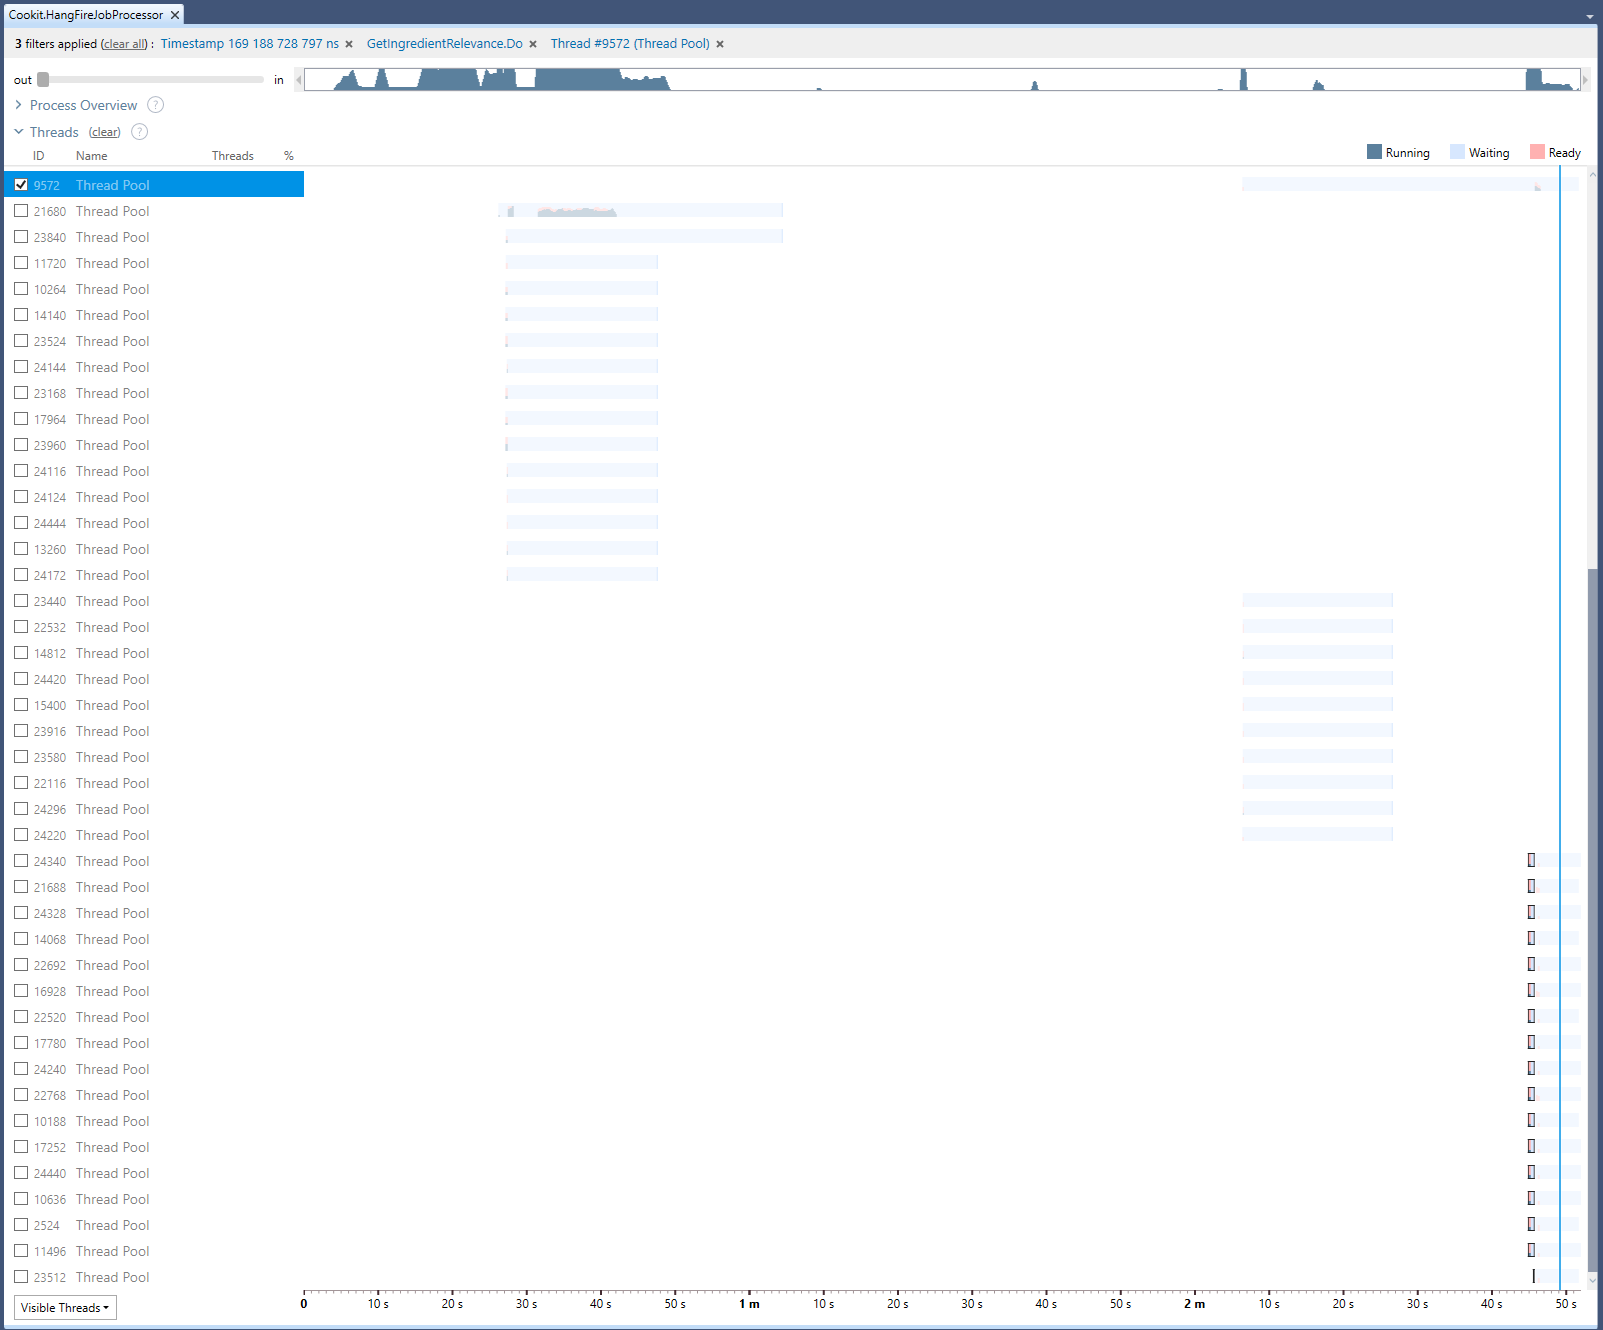 Cookit.HangFireJobProcessor ×
3 filters applied (clear all) : Timestamp 169 188 728 797 ns × GetIngredientRelevance.Do × Thread #9572 (Thread Pool) ×
out in
Process Overview ?
Threads (clear) ?
ID Name Threads % Running Waiting Ready
9572 Thread Pool
21680 Thread Pool
23840 Thread Pool
11720 Thread Pool
10264 Thread Pool
14140 Thread Pool
23524 Thread Pool
24144 Thread Pool
23168 Thread Pool
17964 Thread Pool
23960 Thread Pool
24116 Thread Pool
24124 Thread Pool
24444 Thread Pool
13260 Thread Pool
24172 Thread Pool
23440 Thread Pool
22532 Thread Pool
14812 Thread Pool
24420 Thread Pool
15400 Thread Pool
23916 Thread Pool
23580 Thread Pool
22116 Thread Pool
24296 Thread Pool
24220 Thread Pool
24340 Thread Pool
21688 Thread Pool
24328 Thread Pool
14068 Thread Pool
22692 Thread Pool
16928 Thread Pool
22520 Thread Pool
17780 Thread Pool
24240 Thread Pool
22768 Thread Pool
10188 Thread Pool
17252 Thread Pool
24440 Thread Pool
10636 Thread Pool
2524 Thread Pool
11496 Thread Pool
23512 Thread Pool
Visible Threads 0 10 s 20 s 30 s 40 s 50 s 1 m 10 s 20 s 30 s 40 s 50 s 2 m 10 s 20 s 30 s 40 s 50 s